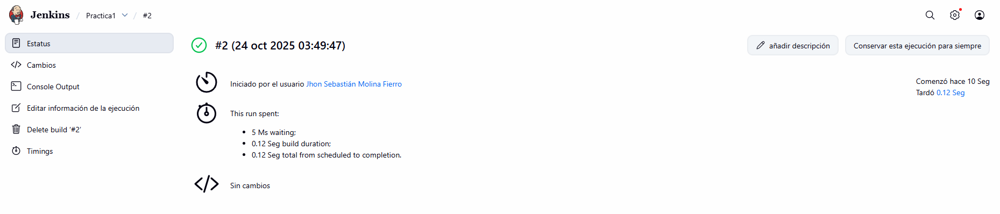 Jenkins / Practica1 / #2
Estatus
Cambios
Console Output
Editar información de la ejecución
Delete build ‘#2’
Timings
#2 (24 oct 2025 03:49:47)
añadir descripción
Conservar esta ejecución para siempre
Iniciado por el usuario Jhon Sebastián Molina Fierro
Comenzó hace 10 Seg
Tardó 0.12 Seg
This run spent:
• 5 Ms waiting;
• 0.12 Seg build duration;
• 0.12 Seg total from scheduled to completion.
Sin cambios